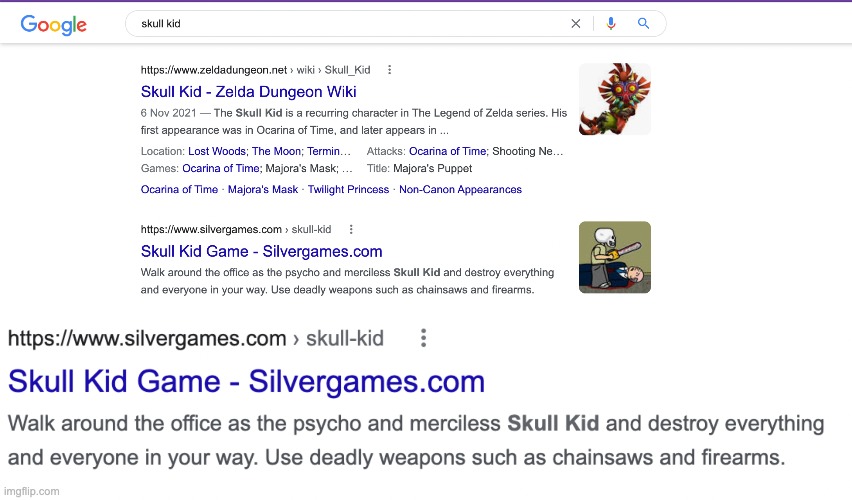 Google
skull kid
https://www.zeldadungeon.net › wiki › Skull_Kid
Skull Kid - Zelda Dungeon Wiki
6 Nov 2021 — The Skull Kid is a recurring character in The Legend of Zelda series. His
first appearance was in Ocarina of Time, and later appears in ...
Location: Lost Woods; The Moon; Termin… Attacks: Ocarina of Time; Shooting Ne…
Games: Ocarina of Time; Majora's Mask; … Title: Majora's Puppet
Ocarina of Time · Majora's Mask · Twilight Princess · Non-Canon Appearances
https://www.silvergames.com › skull-kid
Skull Kid Game - Silvergames.com
Walk around the office as the psycho and merciless Skull Kid and destroy everything
and everyone in your way. Use deadly weapons such as chainsaws and firearms.
https://www.silvergames.com › skull-kid
Skull Kid Game - Silvergames.com
Walk around the office as the psycho and merciless Skull Kid and destroy everything
and everyone in your way. Use deadly weapons such as chainsaws and firearms.
imgflip.com